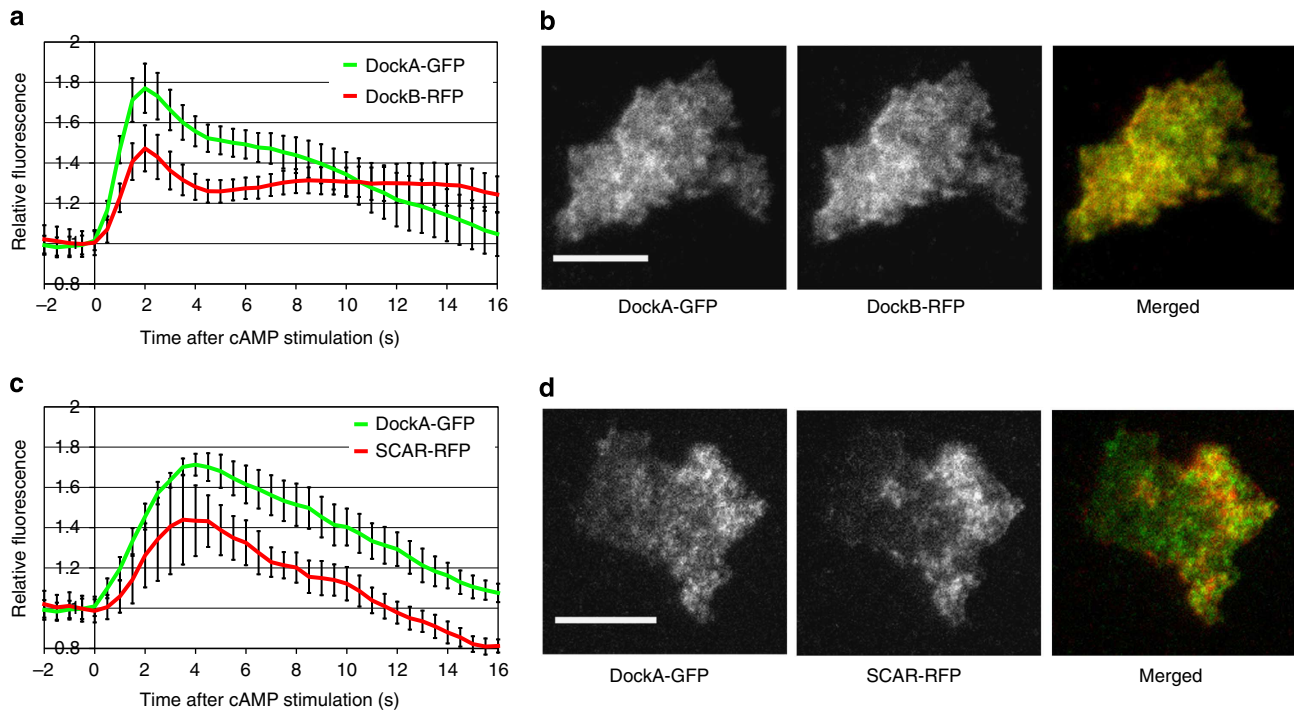 a
2
1.8
1.6
1.4
1.2
0.8
Relative fluorescence
DockA-GFP
DockB-RFP
–2 0 2 4 6 8 10 12 14 16
Time after cAMP stimulation (s)
b
DockA-GFP DockB-RFP Merged
c
2
1.8
1.6
1.4
1.2
0.8
Relative fluorescence
DockA-GFP
SCAR-RFP
–2 0 2 4 6 8 10 12 14 16
Time after cAMP stimulation (s)
d
DockA-GFP SCAR-RFP Merged